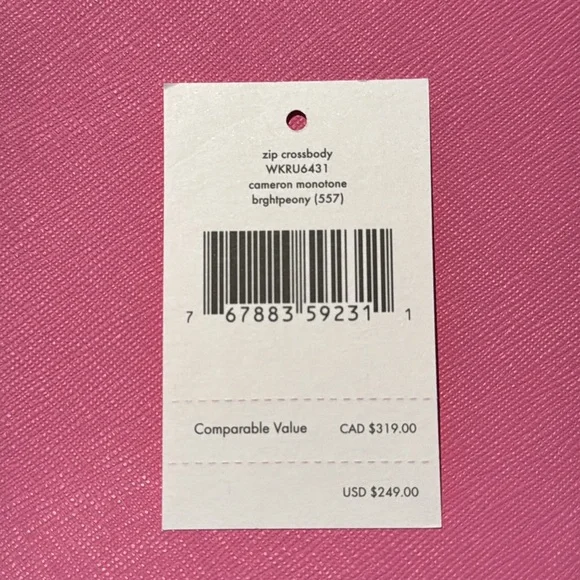 zip crossbody
WKRU6431
cameron monotone
brghtpeony (557)
7 67883 59231 1
Comparable Value CAD $319.00
USD $249.00